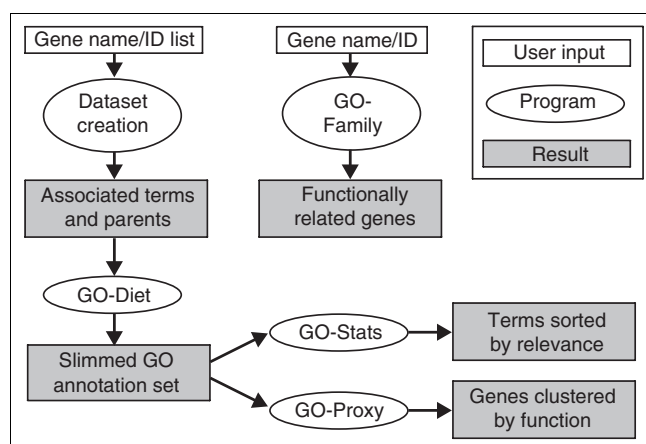 Gene name/ID list
Gene name/ID
User input
Dataset
creation
GO-
Family
Program
Result
Associated terms
and parents
Functionally
related genes
GO-Diet
GO-Stats
Terms sorted
by relevance
Slimmed GO
annotation set
GO-Proxy
Genes clustered
by function